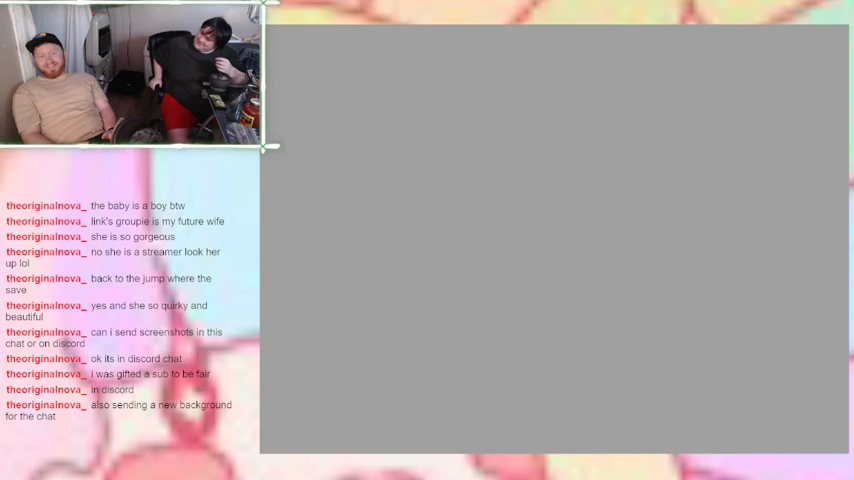 theoriginalnova_ the baby is a boy btw
theoriginalnova_ link's groupie is my future wife
theoriginalnova_ she is so gorgeous
theoriginalnova_ no she is a streamer look her
up lol
theoriginalnova_ back to the jump where the
save
theoriginalnova_ yes and she so quirky and
beautiful
theoriginalnova_ can i send screenshots in this
chat or on discord
theoriginalnova_ ok its in discord chat
theoriginalnova_ i was gifted a sub to be fair
theoriginalnova_ in discord
theoriginalnova_ also sending a new background
for the chat